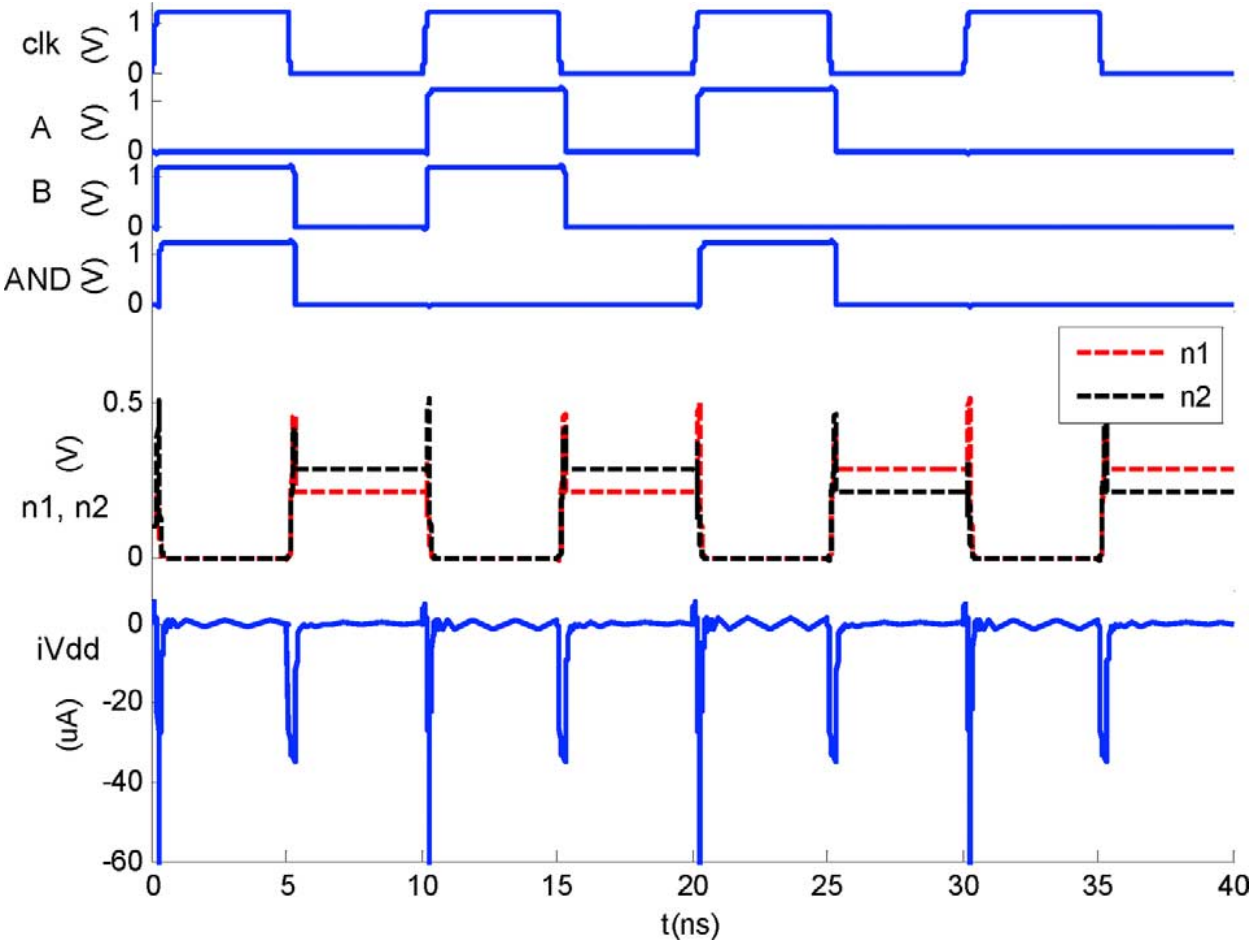 clk (V) 1 0
A (V) 1 0
B (V) 1 0
AND (V) 1 0
n1
n2
0.5
(V)
n1, n2
0
0
iVdd
-20
(uA)
-40
-60
0 5 10 15 20 25 30 35 40
t(ns)